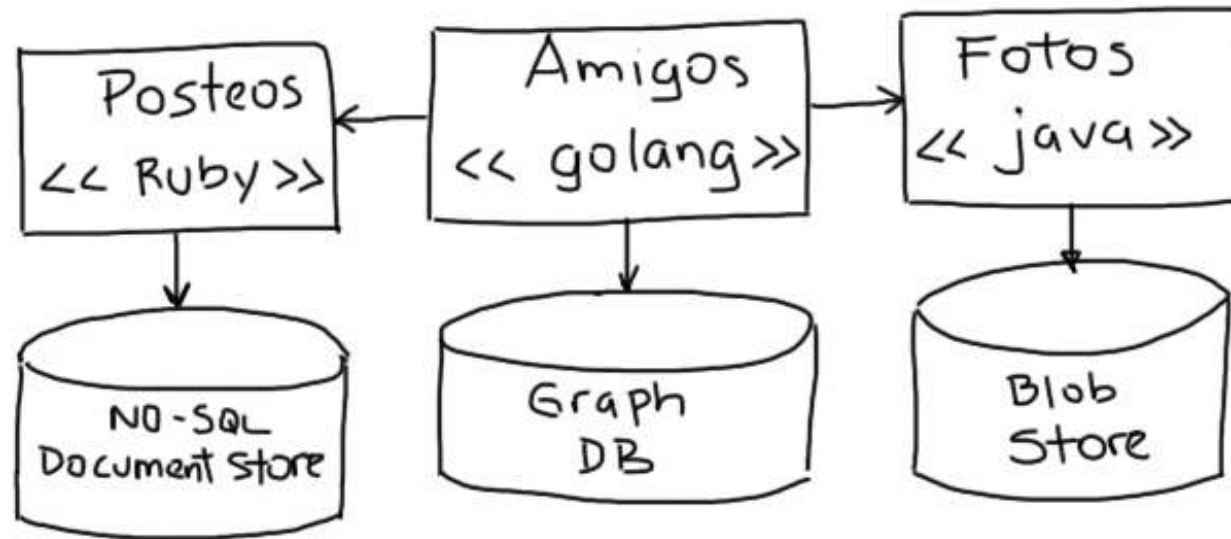 Posteos
<< Ruby >>
Amigos
<< golang >>
Fotos
<< java >>
NO-SQL
Document Store
Graph
DB
Blob
Store